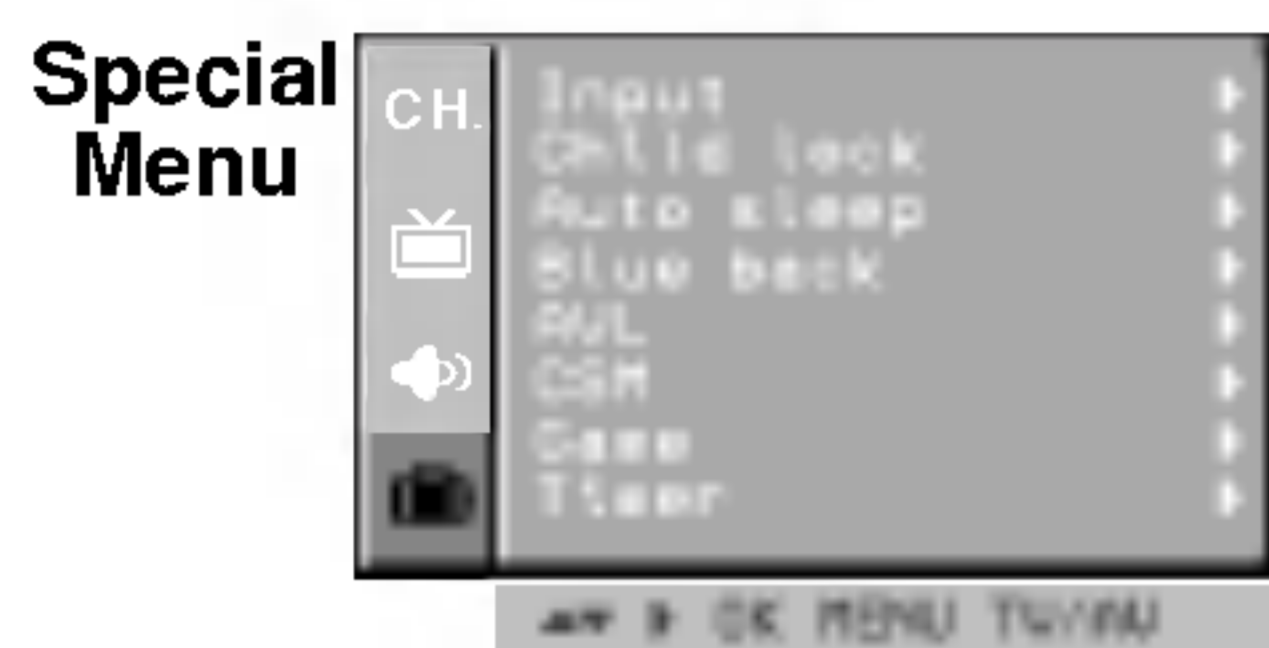 Special
Menu
CH.
Input
Child lock
Auto sleep
Blue back
AVL
CSM
Game
Timer
OK MENU TV/AV